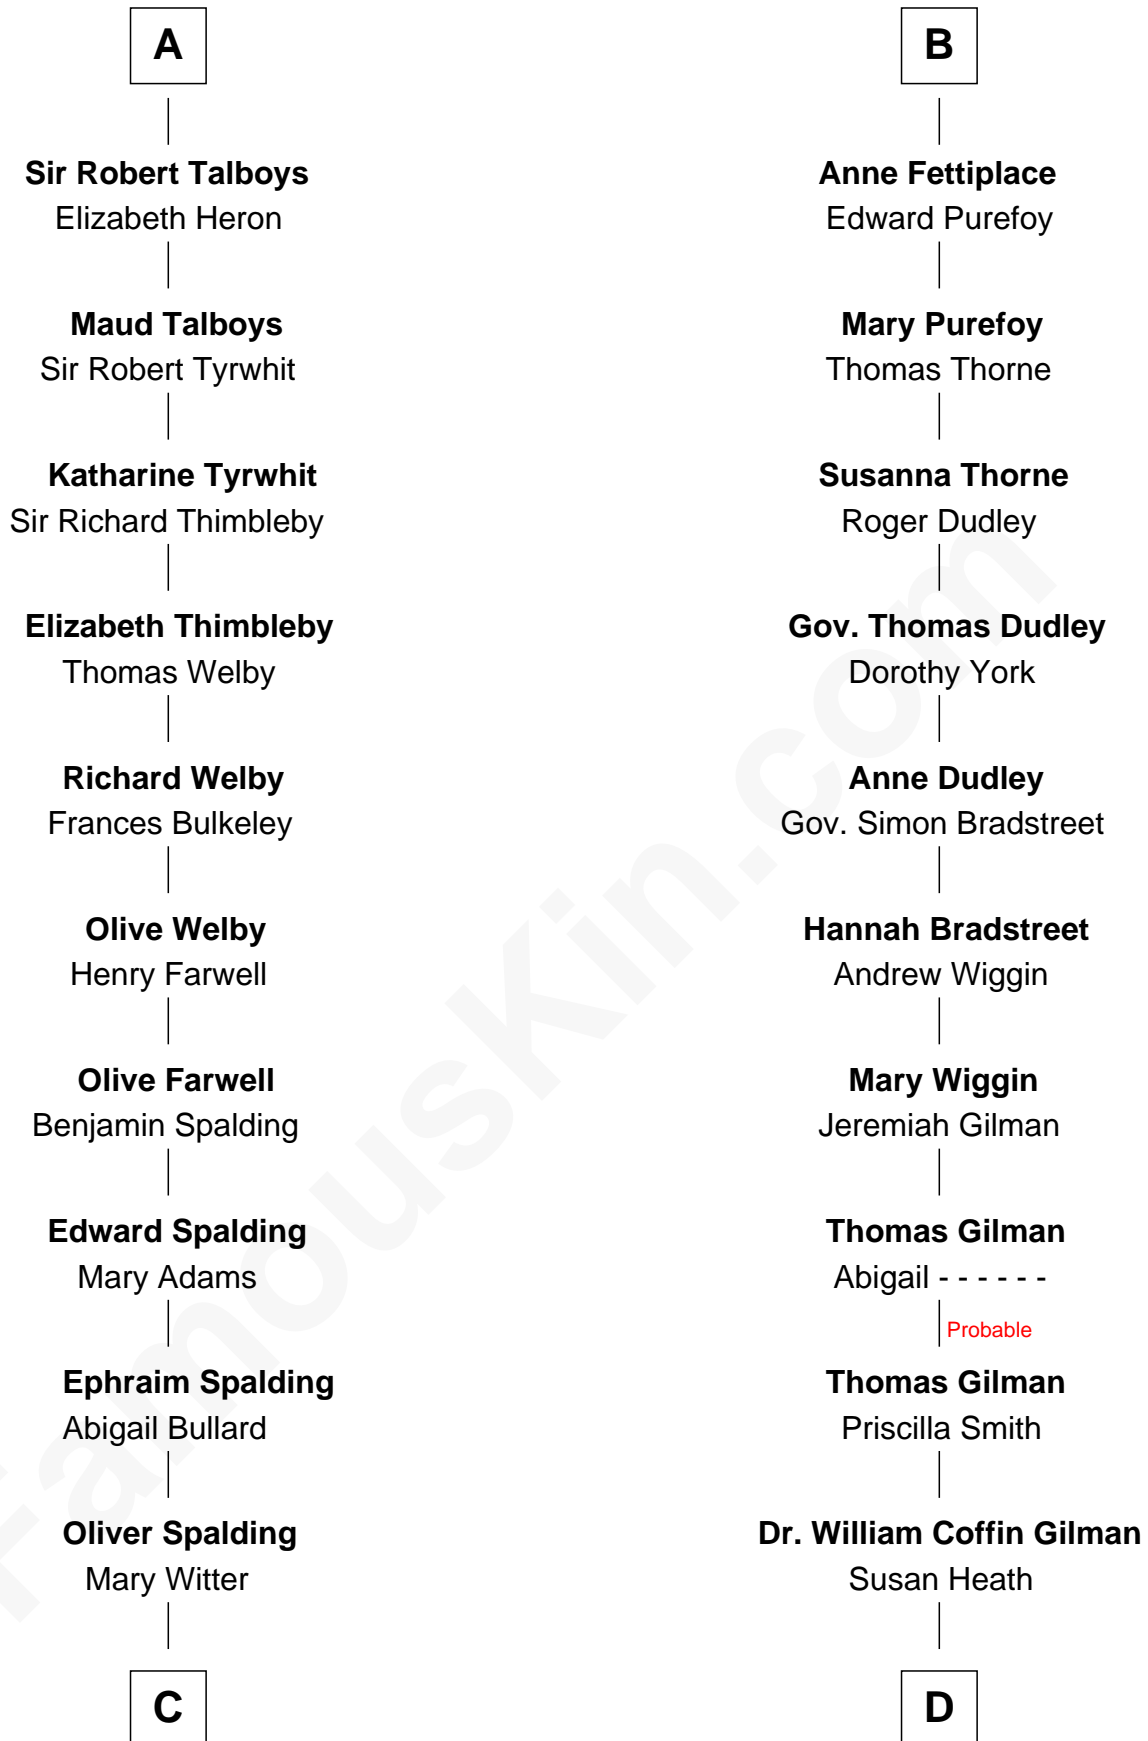 A
Sir Robert Talboys
Elizabeth Heron
Maud Talboys
Sir Robert Tyrwhit
Katharine Tyrwhit
Sir Richard Thimbleby
Elizabeth Thimbleby
Thomas Welby
Richard Welby
Frances Bulkeley
Olive Welby
Henry Farwell
Olive Farwell
Benjamin Spalding
Edward Spalding
Mary Adams
Ephraim Spalding
Abigail Bullard
Oliver Spalding
Mary Witter
C
B
Anne Fettiplace
Edward Purefoy
Mary Purefoy
Thomas Thorne
Susanna Thorne
Roger Dudley
Gov. Thomas Dudley
Dorothy York
Anne Dudley
Gov. Simon Bradstreet
Hannah Bradstreet
Andrew Wiggin
Mary Wiggin
Jeremiah Gilman
Thomas Gilman
Abigail - - - - - -
Probable
Thomas Gilman
Priscilla Smith
Dr. William Coffin Gilman
Susan Heath
D
FamousKin.com